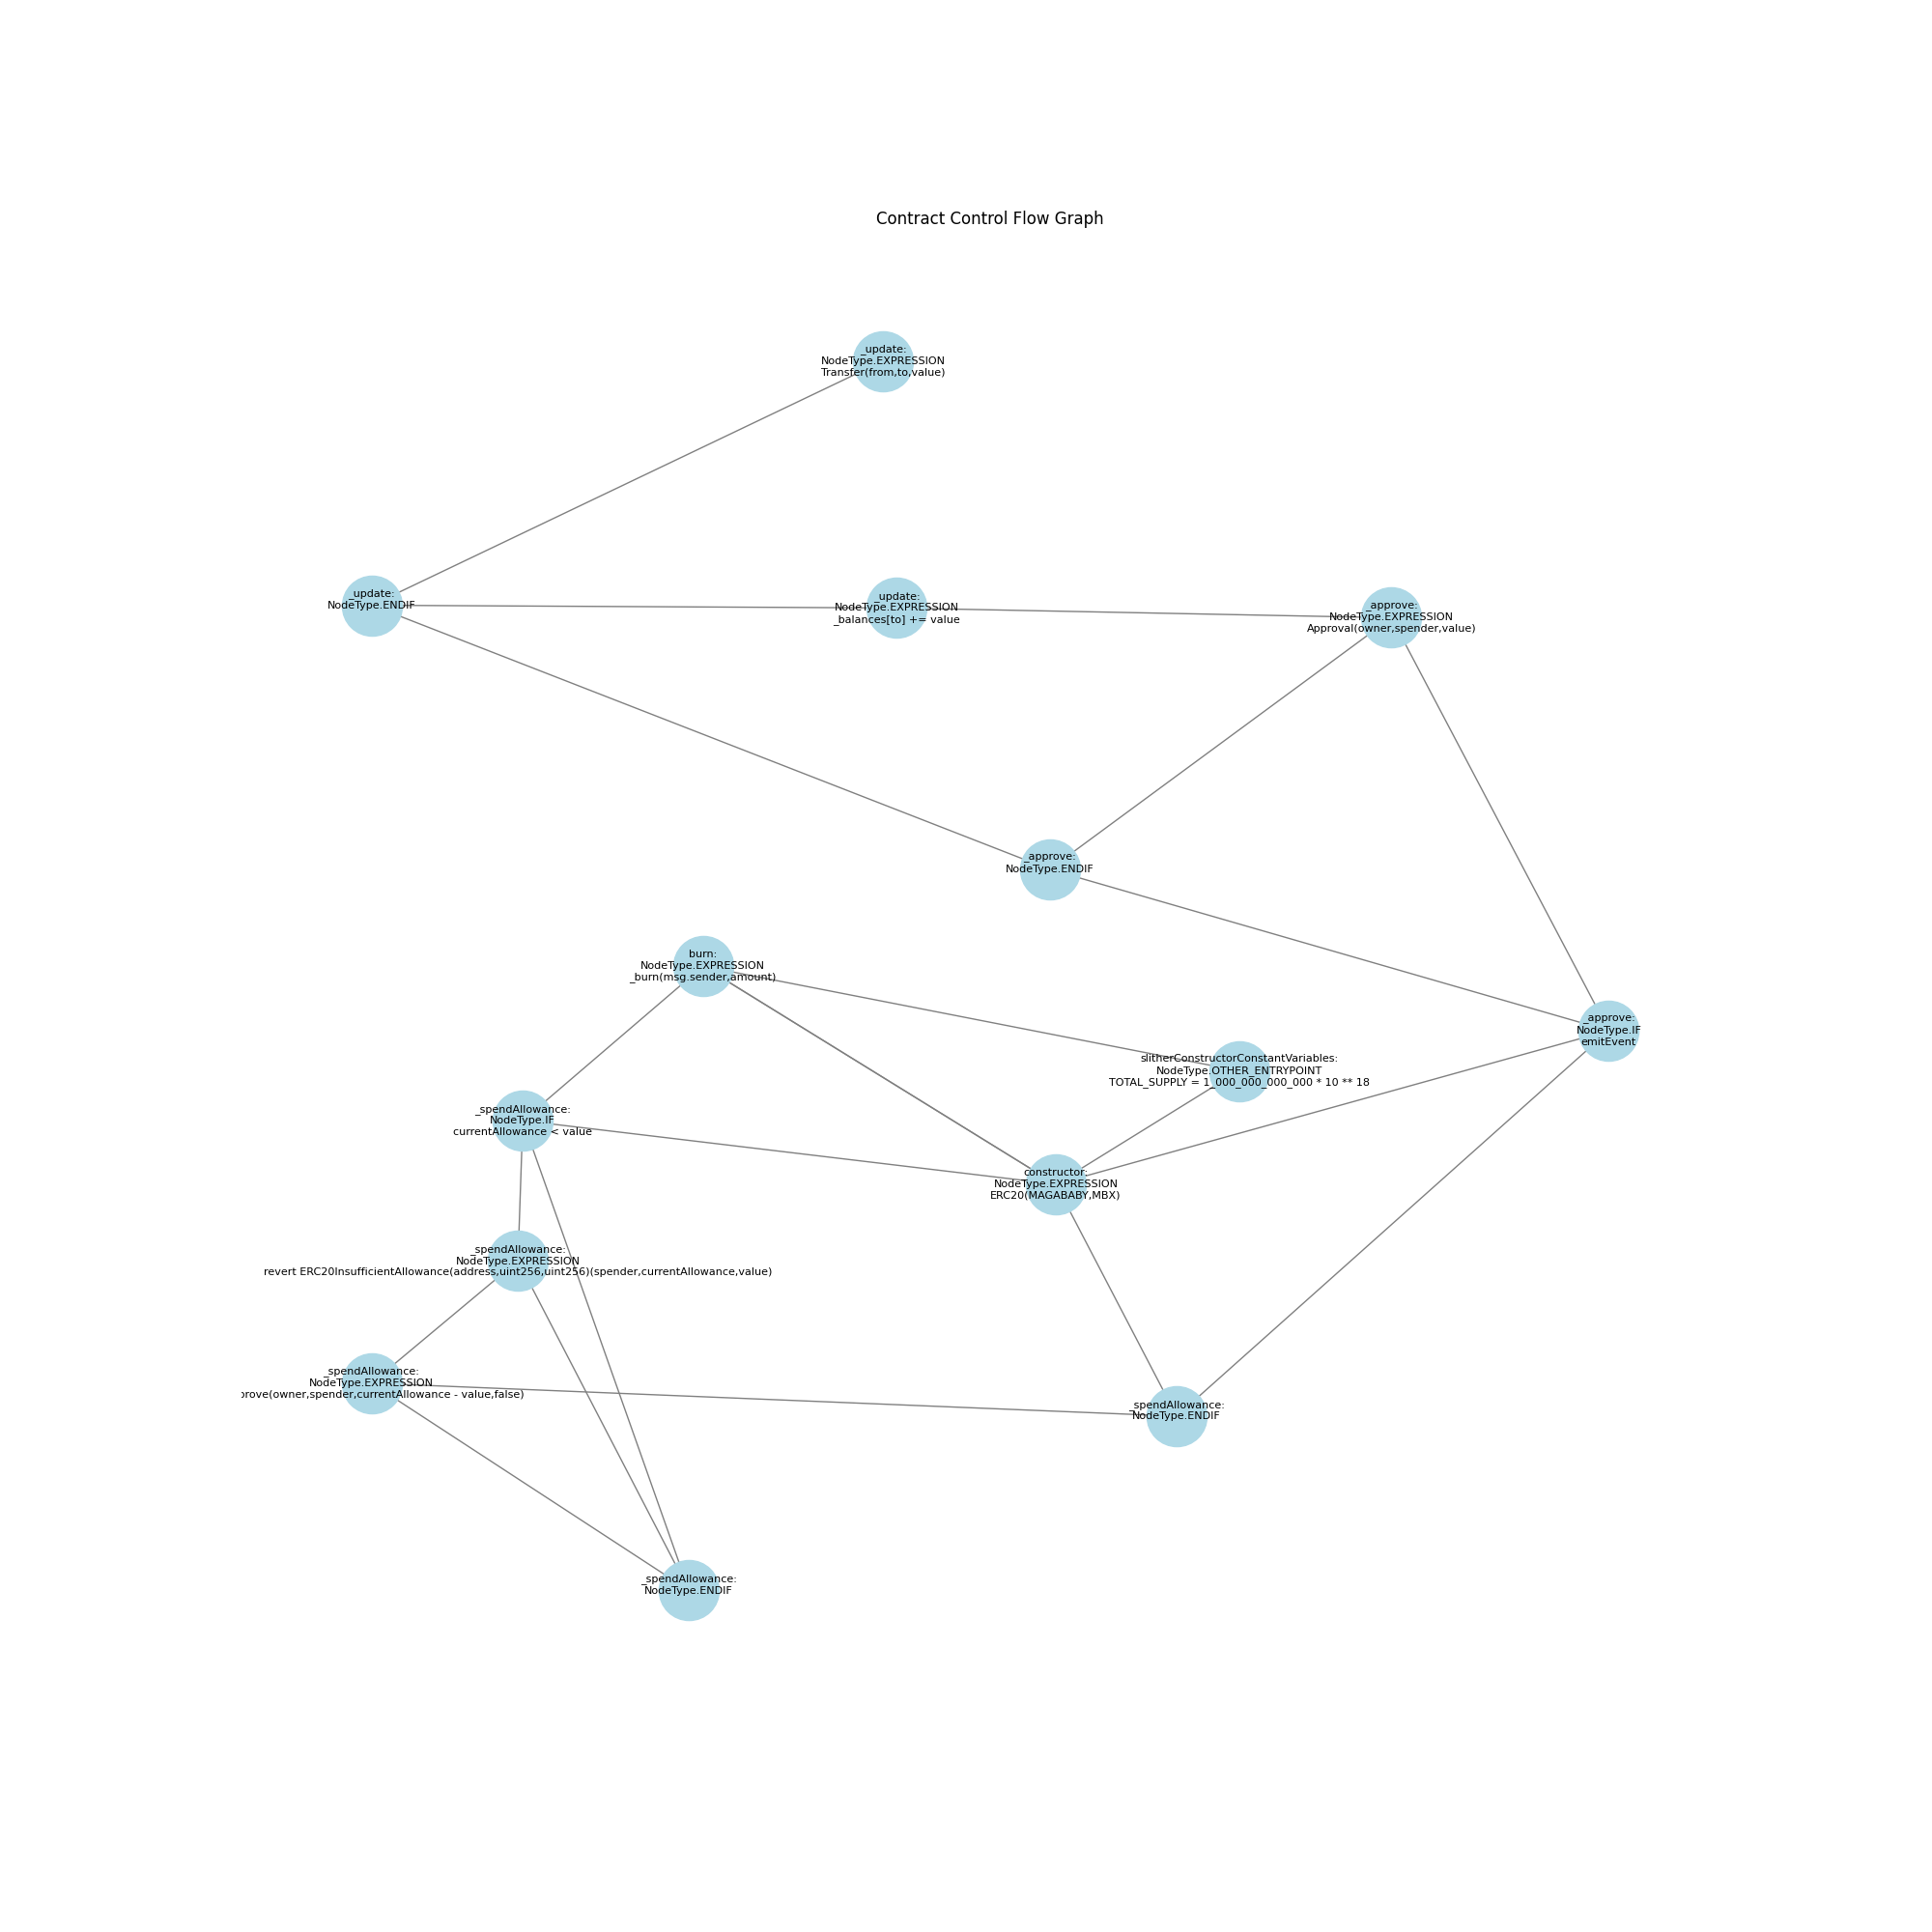 Contract Control Flow Graph
_update:
NodeType.EXPRESSION
Transfer(from,to,value)
_update:
NodeType.ENDIF
_update:
NodeType.EXPRESSION
_balances[to] += value
_approve:
NodeType.EXPRESSION
Approval(owner,spender,value)
_approve:
NodeType.ENDIF
burn:
NodeType.EXPRESSION
_burn(msg.sender,amount)
_approve:
NodeType.IF
emitEvent
slitherConstructorConstantVariables:
NodeType.OTHER_ENTRYPOINT
TOTAL_SUPPLY = 1_000_000_000_000 * 10 ** 18
_spendAllowance:
NodeType.IF
currentAllowance < value
constructor:
NodeType.EXPRESSION
ERC20(MAGABABY,MBX)
_spendAllowance:
NodeType.EXPRESSION
revert ERC20InsufficientAllowance(address,uint256,uint256)(spender,currentAllowance,value)
_spendAllowance:
NodeType.EXPRESSION
prove(owner,spender,currentAllowance - value,false)
_spendAllowance:
NodeType.ENDIF
_spendAllowance:
NodeType.ENDIF